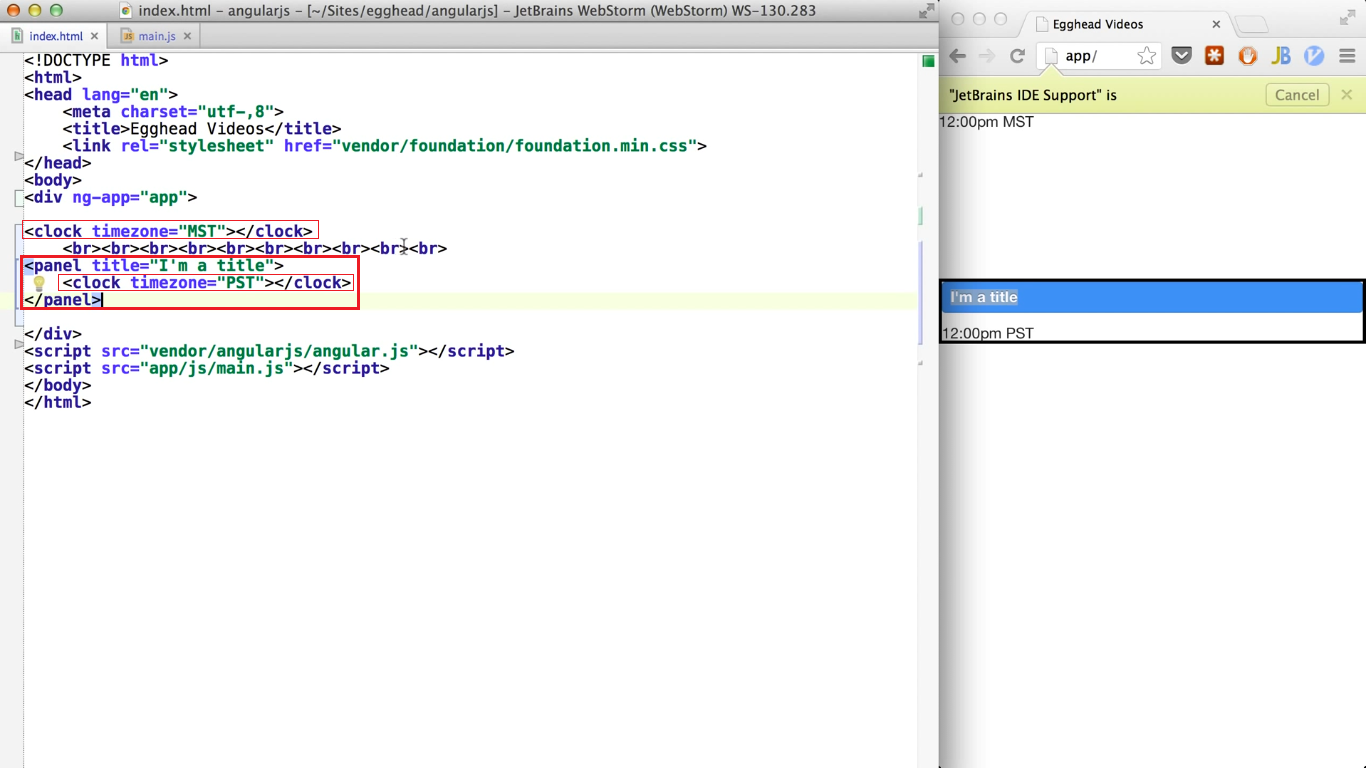 index.html – angularjs – [~/Sites/egghead/angularjs] – JetBrains WebStorm (WebStorm) WS-130.283
index.html
main.js
<!DOCTYPE html>
<html>
<head lang="en">
    <meta charset="utf-,8">
    <title>Egghead Videos</title>
    <link rel="stylesheet" href="vendor/foundation/foundation.min.css">
</head>
<body>
<div ng-app="app">
<clock timezone="MST"></clock>
    <br><br><br><br><br><br><br><br><br><br>
<panel title="I'm a title">
    <clock timezone="PST"></clock>
</panel>
</div>
<script src="vendor/angularjs/angular.js"></script>
<script src="app/js/main.js"></script>
</body>
</html>
Egghead Videos
app/
JB
"JetBrains IDE Support" is
Cancel
12:00pm MST
I'm a title
12:00pm PST